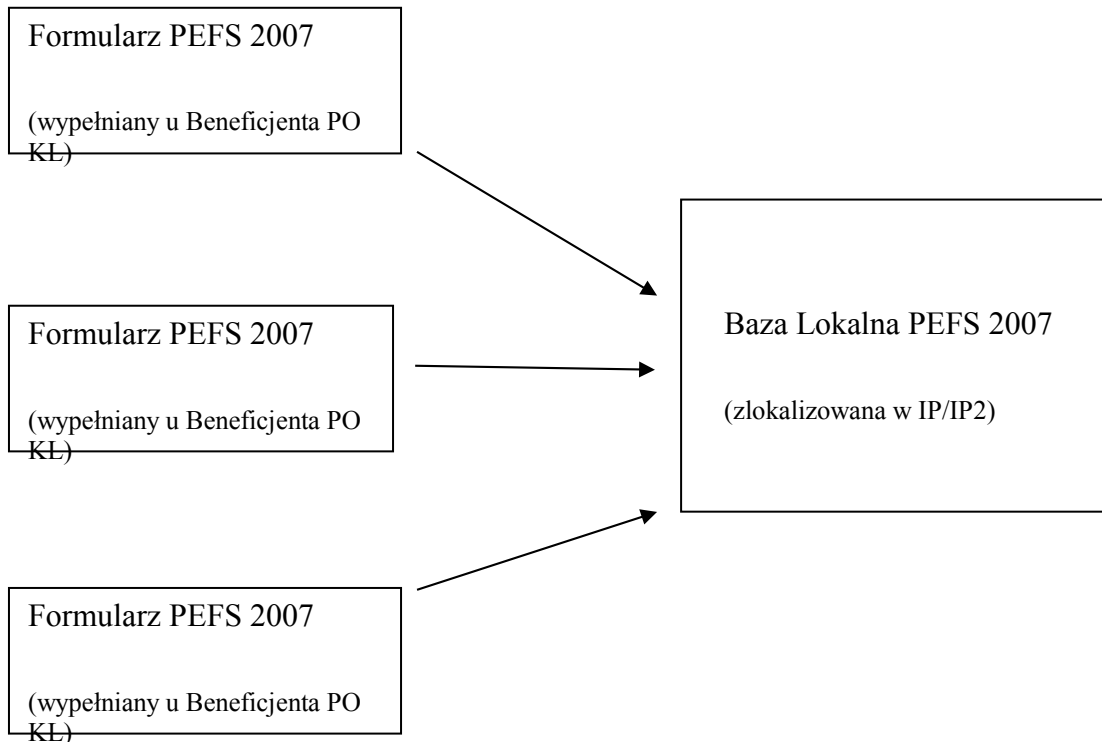 Formularz PEFS 2007
(wypełniany u Beneficjenta PO
KL)
Formularz PEFS 2007
(wypełniany u Beneficjenta PO
KL)
Baza Lokalna PEFS 2007
(zlokalizowana w IP/IP2)
Formularz PEFS 2007
(wypełniany u Beneficjenta PO
KL)